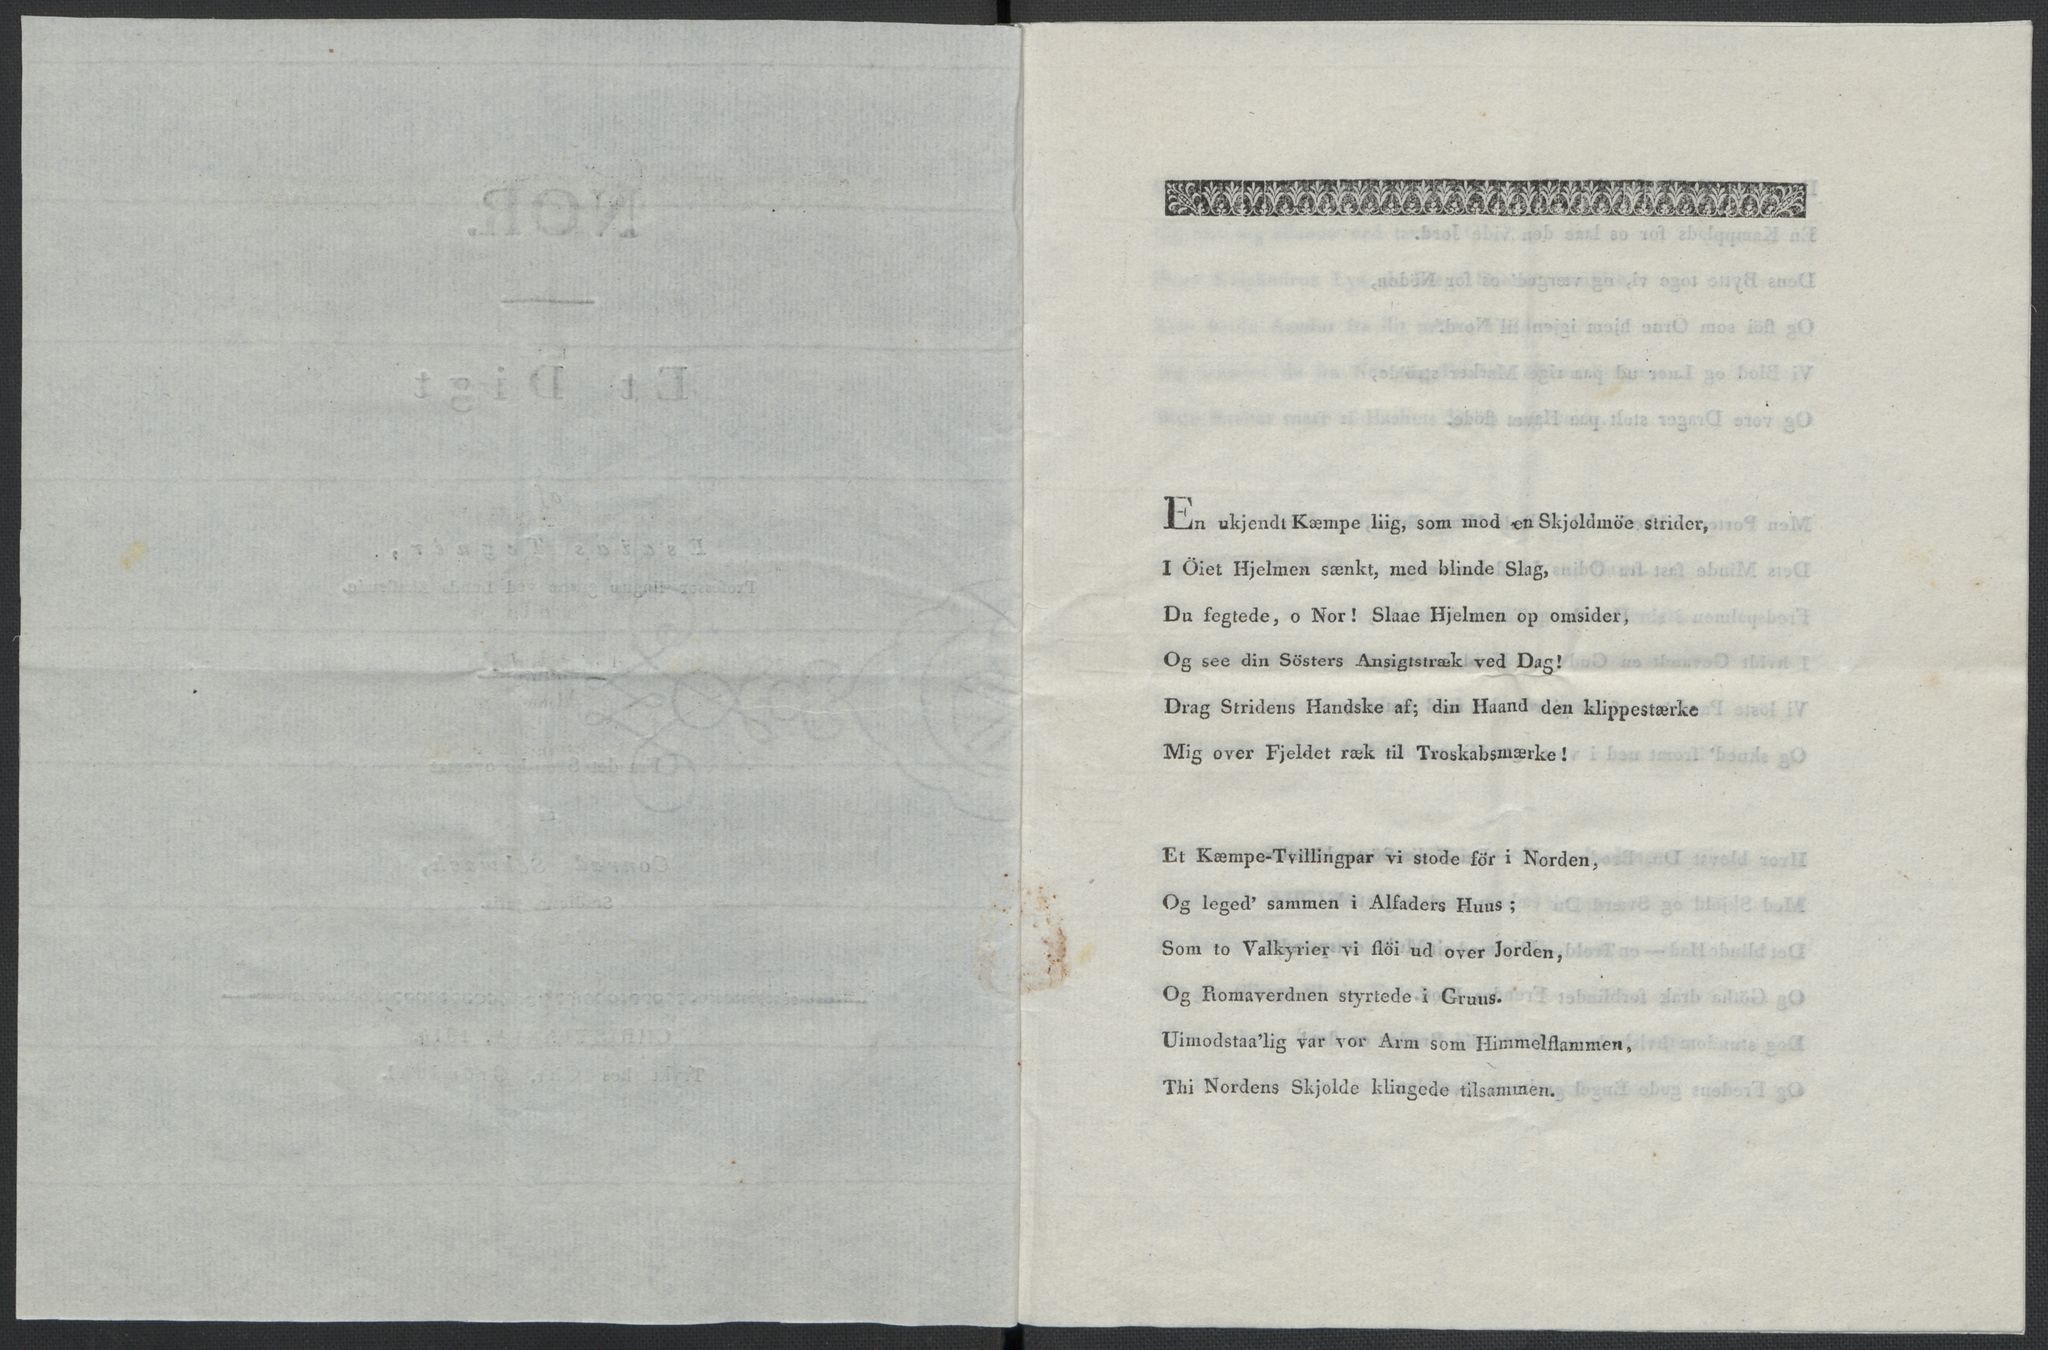 En ukjendt Kæmpe liig, som mod en Skjoldmöe strider,
I Öiet Hjelmen sænkt, med blinde Slag,
Du fegtede, o Nor! Slaae Hjelmen op omsider,
Og see din Sösters Ansigtstræk ved Dag!
Drag Stridens Handske af; din Haand den klippestærke
Mig over Fjeldet ræk til Troskabsmærke!
Et Kæmpe-Tvillingpar vi stode för i Norden,
Og leged' sammen i Alfaders Huus;
Som to Valkyrier vi flöi ud over Jorden,
Og Romaverdnen styrtede i Gruus.
Uimodstaa'lig var vor Arm som Himmelflammen,
Thi Nordens Skjolde klingede tilsammen.